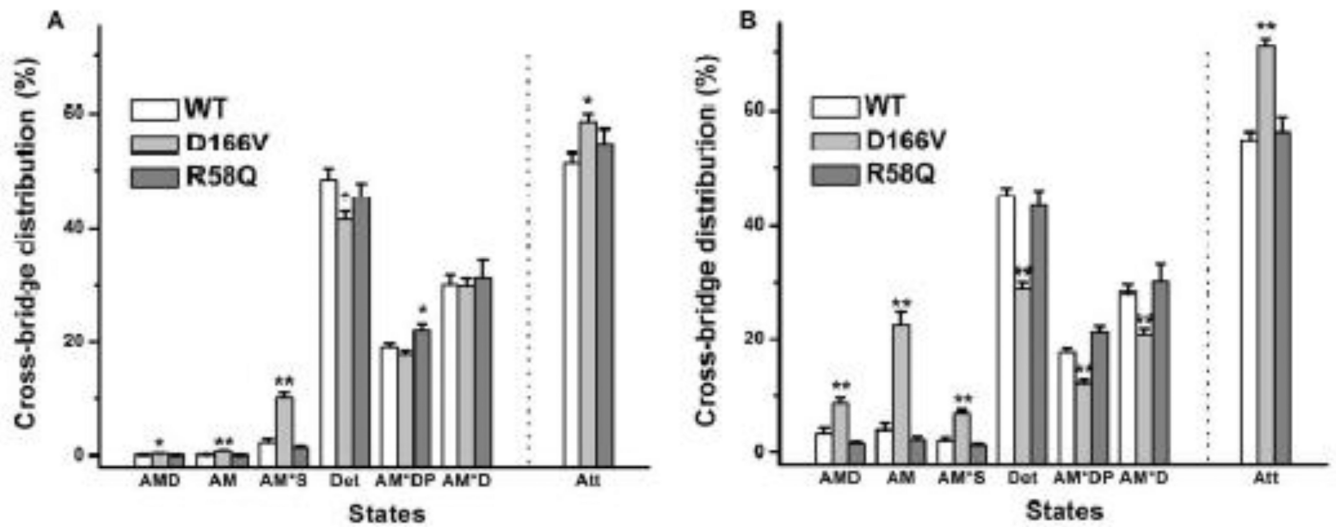 A
Cross-bridge distribution (%)
60
40
20
0
WT
D166V
R58Q
* ** ** * * *
AMD AM AM*S Det AM*DP AM*D Att
States
B
Cross-bridge distribution (%)
60
40
20
0
WT
D166V
R58Q
** ** ** ** ** ** **
AMD AM AM*S Det AM*DP AM*D Att
States